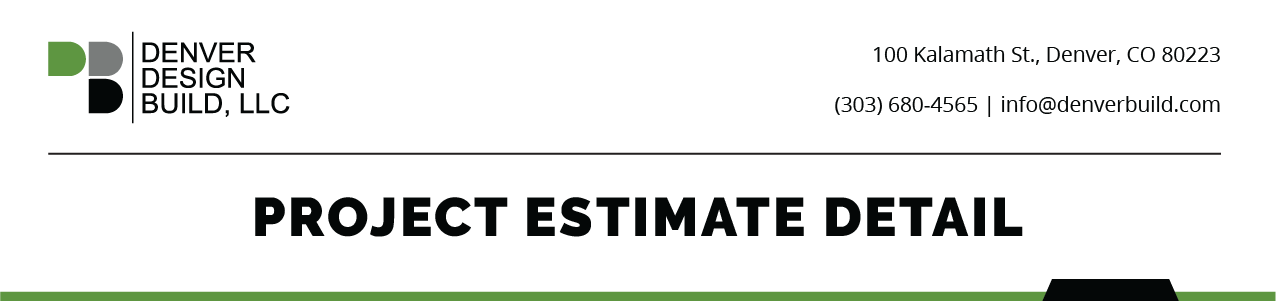 DENVER
DESIGN
BUILD, LLC
100 Kalamath St., Denver, CO 80223
(303) 680-4565 | info@denverbuild.com
PROJECT ESTIMATE DETAIL